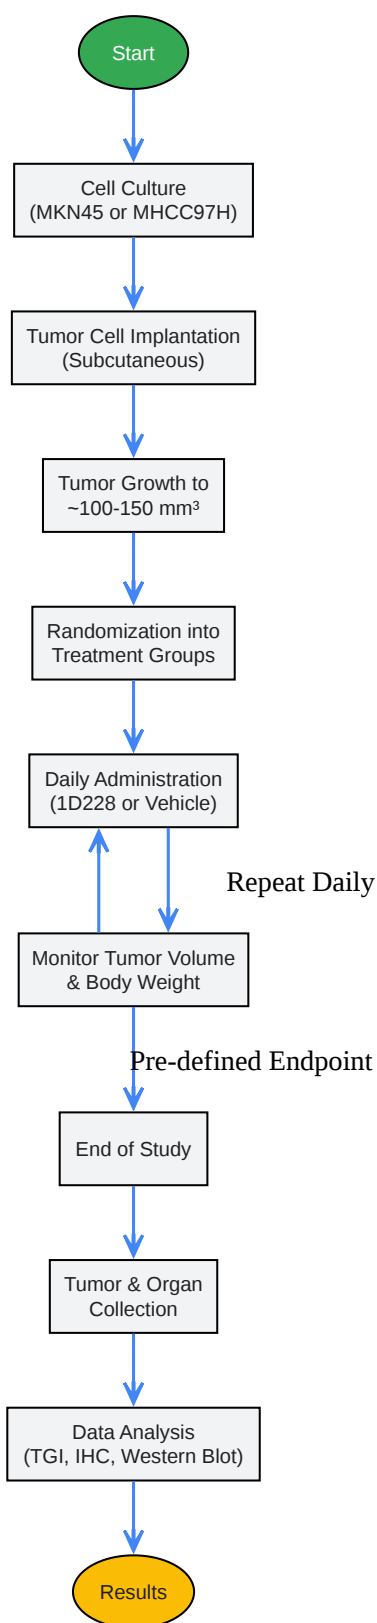 Start
Cell Culture
(MKN45 or MHCC97H)
Tumor Cell Implantation
(Subcutaneous)
Tumor Growth to
~100-150 mm³
Randomization into
Treatment Groups
Daily Administration
(1D228 or Vehicle)
Repeat Daily
Monitor Tumor Volume
& Body Weight
Pre-defined Endpoint
End of Study
Tumor & Organ
Collection
Data Analysis
(TGI, IHC, Western Blot)
Results